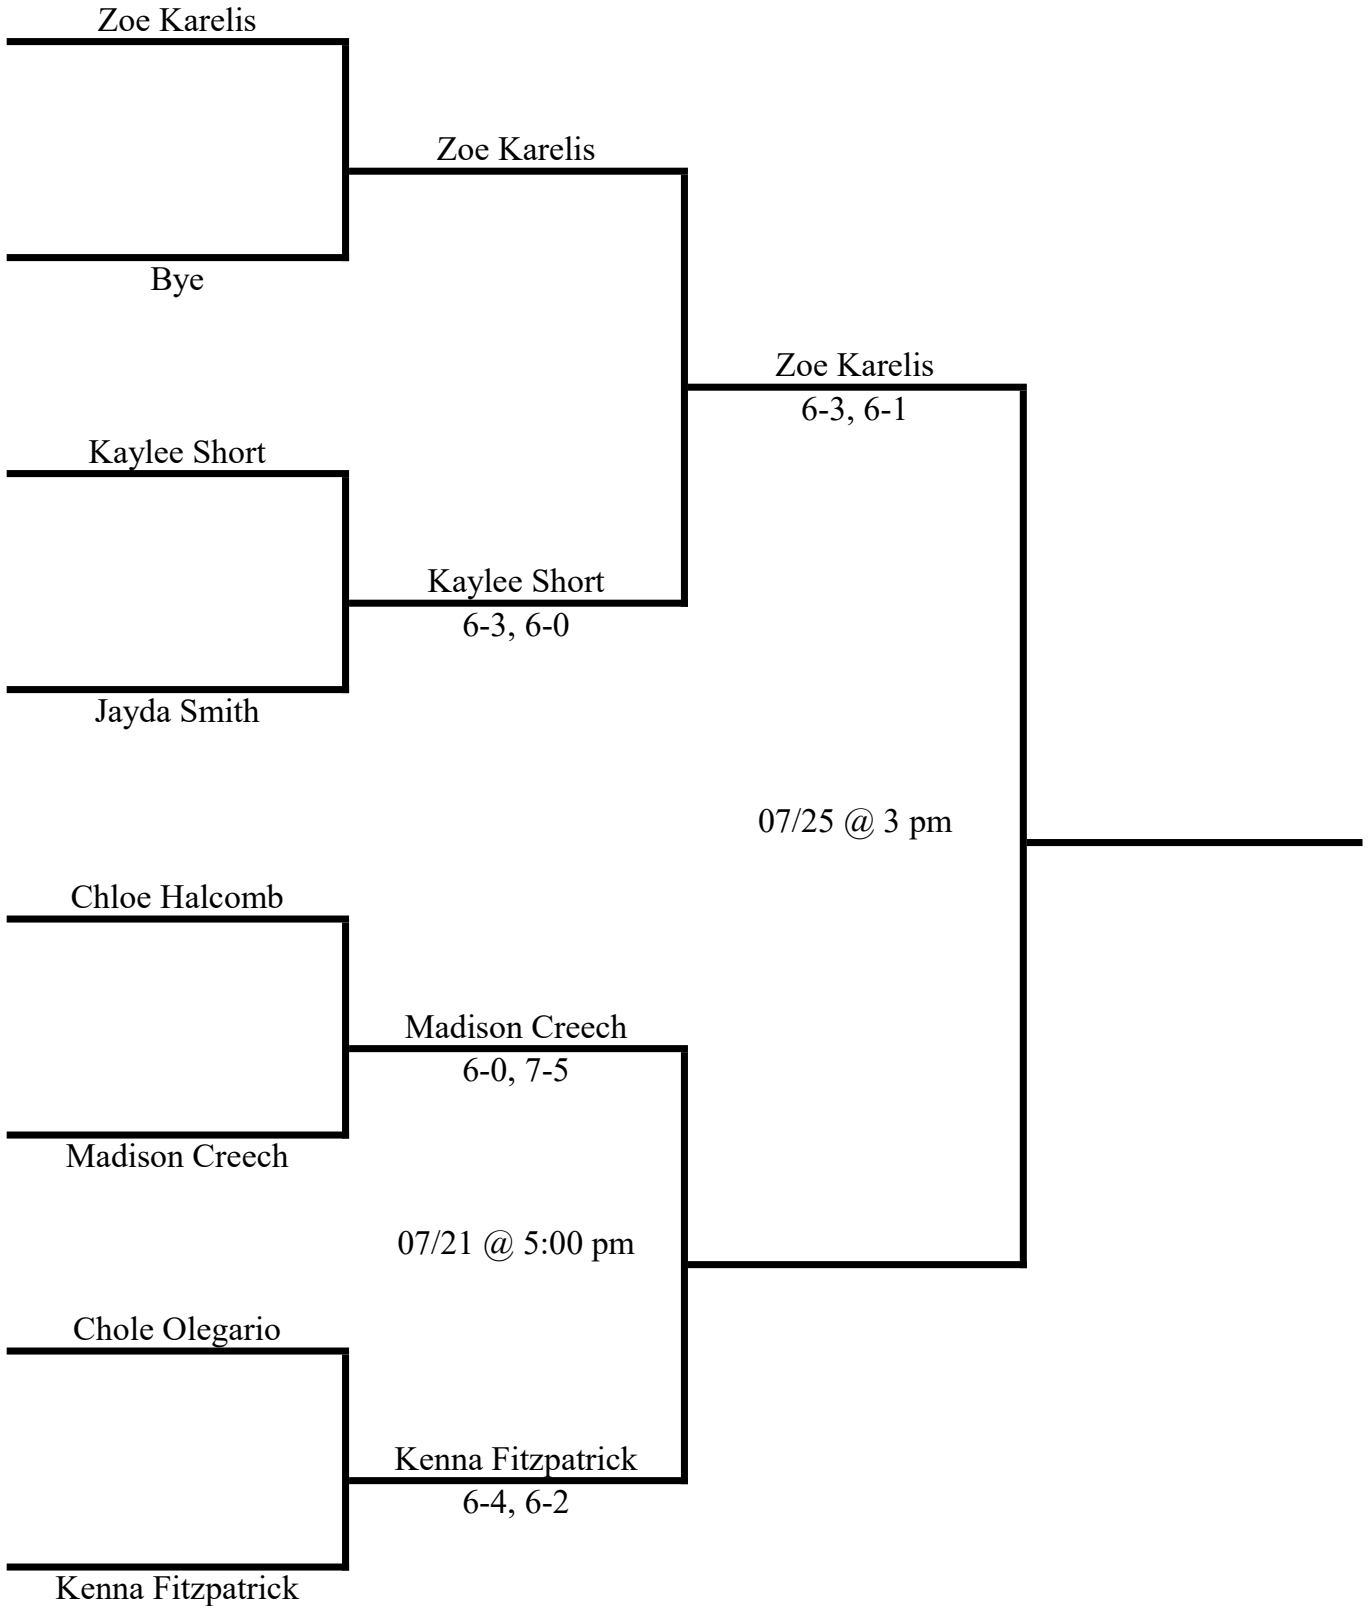 Zoe Karelis
Zoe Karelis
Bye
Zoe Karelis
6-3, 6-1
Kaylee Short
Kaylee Short
6-3, 6-0
Jayda Smith
07/25 @ 3 pm
Chloe Halcomb
Madison Creech
6-0, 7-5
Madison Creech
07/21 @ 5:00 pm
Chole Olegario
Kenna Fitzpatrick
6-4, 6-2
Kenna Fitzpatrick